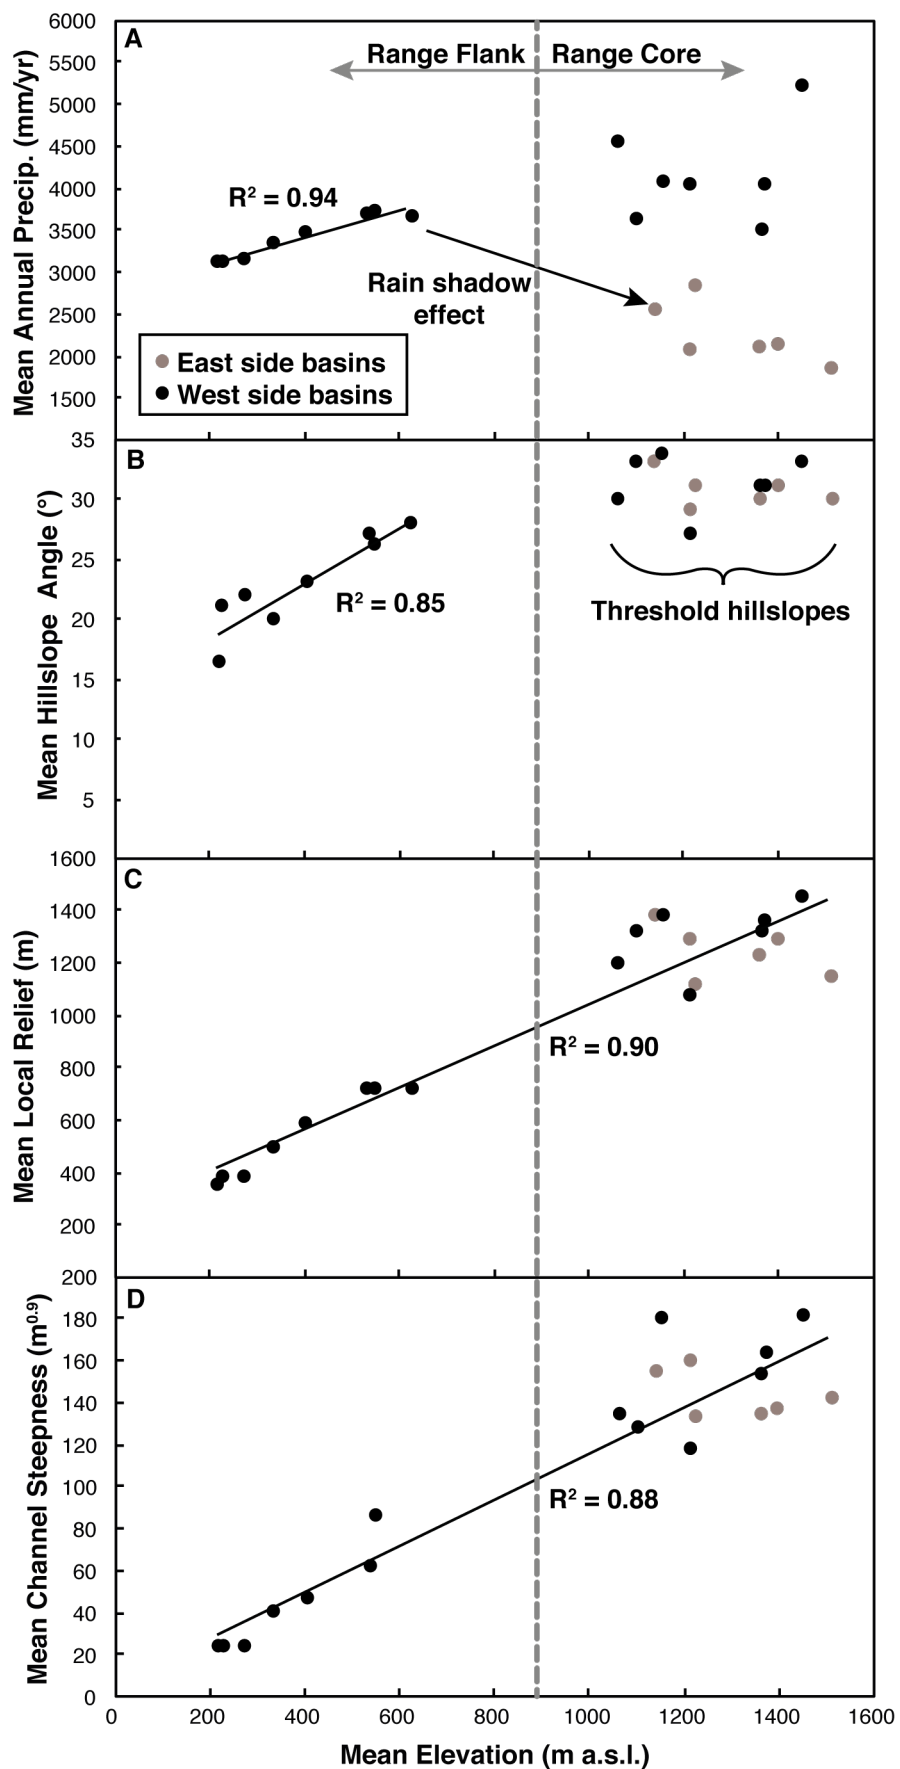 A
Range Flank
Range Core
6000
5500
5000
4500
4000
3500
3000
2500
2000
1500
Mean Annual Precip. (mm/yr)
R² = 0.94
Rain shadow
effect
East side basins
West side basins
B
35
30
25
20
15
10
5
Mean Hillslope Angle (°)
R² = 0.85
Threshold hillslopes
C
1600
1400
1200
1000
800
600
400
200
Mean Local Relief (m)
R² = 0.90
D
200
180
160
140
120
100
80
60
40
20
0
Mean Channel Steepness (m⁰·⁹)
R² = 0.88
0 200 400 600 800 1000 1200 1400 1600
Mean Elevation (m a.s.l.)